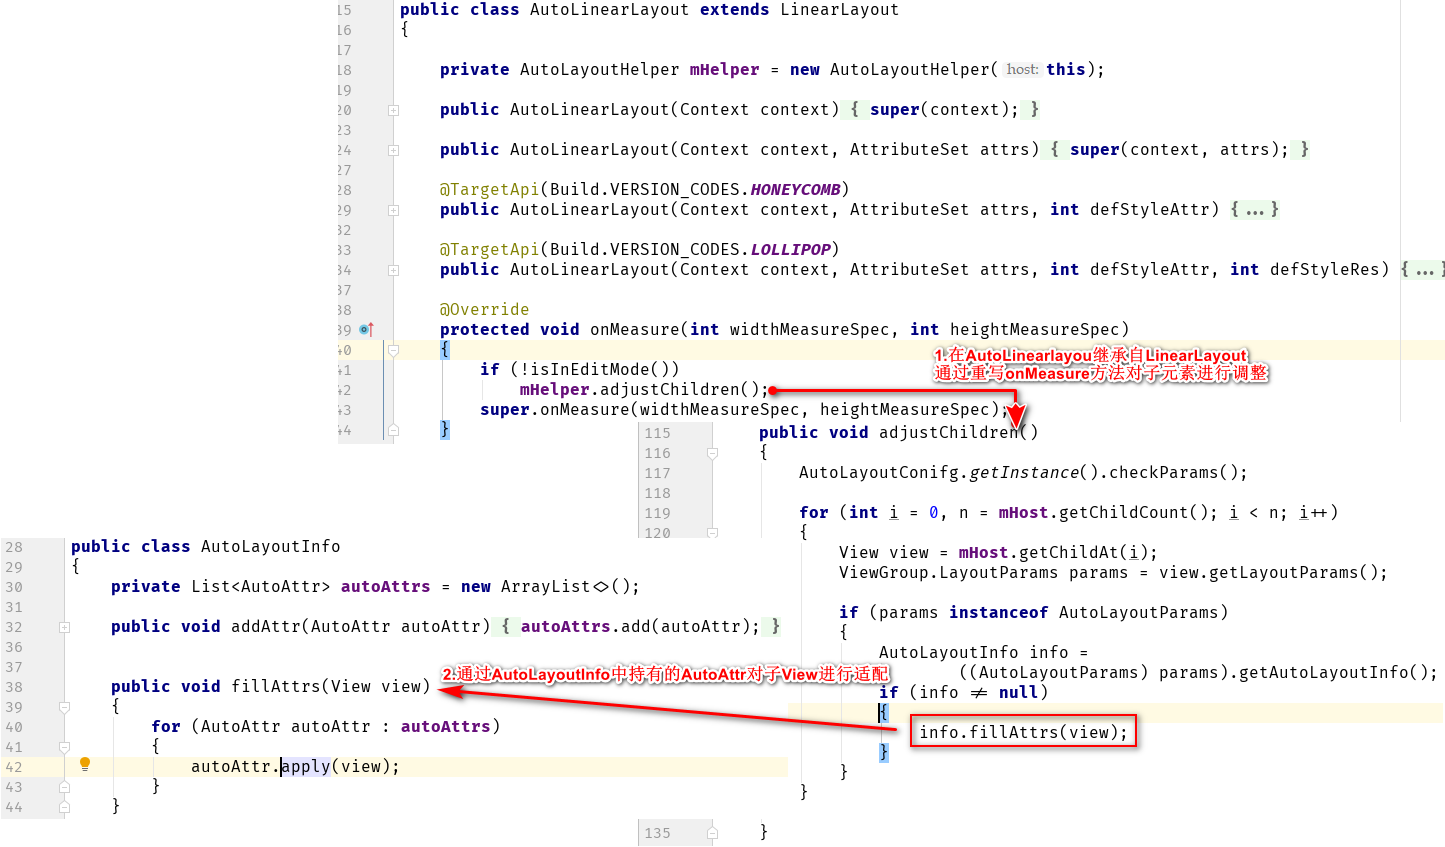 15 public class AutoLinearLayout extends LinearLayout
16 {
17
18 private AutoLayoutHelper mHelper = new AutoLayoutHelper( host: this);
19
20 public AutoLinearLayout(Context context) { super(context); }
23
24 public AutoLinearLayout(Context context, AttributeSet attrs) { super(context, attrs); }
27
28 @TargetApi(Build.VERSION_CODES.HONEYCOMB)
29 public AutoLinearLayout(Context context, AttributeSet attrs, int defStyleAttr) {...}
32
33 @TargetApi(Build.VERSION_CODES.LOLLIPOP)
34 public AutoLinearLayout(Context context, AttributeSet attrs, int defStyleAttr, int defStyleRes) {...}
37
38 @Override
39 protected void onMeasure(int widthMeasureSpec, int heightMeasureSpec)
40 {
41 if (!isInEditMode())
42 mHelper.adjustChildren();
43 super.onMeasure(widthMeasureSpec, heightMeasureSpec);
44 }
1.在AutoLinearlayou继承自LinearLayout
通过重写onMeasure方法对子元素进行调整
115 public void adjustChildren()
116 {
117 AutoLayoutConifg.getInstance().checkParams();
118
119 for (int i = 0, n = mHost.getChildCount(); i < n; i++)
120 {
View view = mHost.getChildAt(i);
ViewGroup.LayoutParams params = view.getLayoutParams();
if (params instanceof AutoLayoutParams)
{
AutoLayoutInfo info =
((AutoLayoutParams) params).getAutoLayoutInfo();
if (info ≠ null)
{
info.fillAttrs(view);
}
}
}
135 }
28 public class AutoLayoutInfo
29 {
30 private List<AutoAttr> autoAttrs = new ArrayList<>();
31
32 public void addAttr(AutoAttr autoAttr) { autoAttrs.add(autoAttr); }
36
37
2.通过AutoLayoutInfo中持有的AutoAttr对子View进行适配
38 public void fillAttrs(View view)
39 {
40 for (AutoAttr autoAttr : autoAttrs)
41 {
42 autoAttr.apply(view);
43 }
44 }